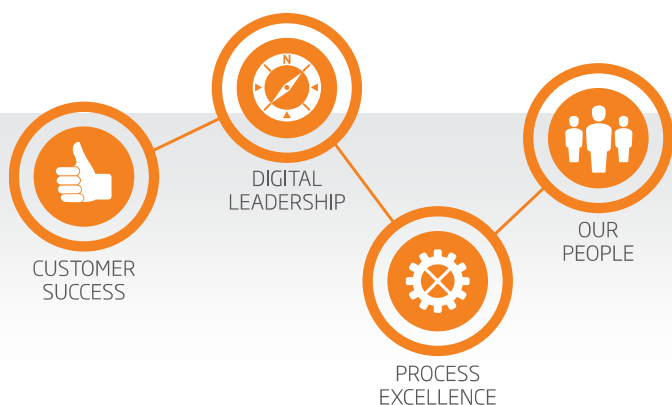 CUSTOMER
SUCCESS
N
DIGITAL
LEADERSHIP
PROCESS
EXCELLENCE
OUR
PEOPLE